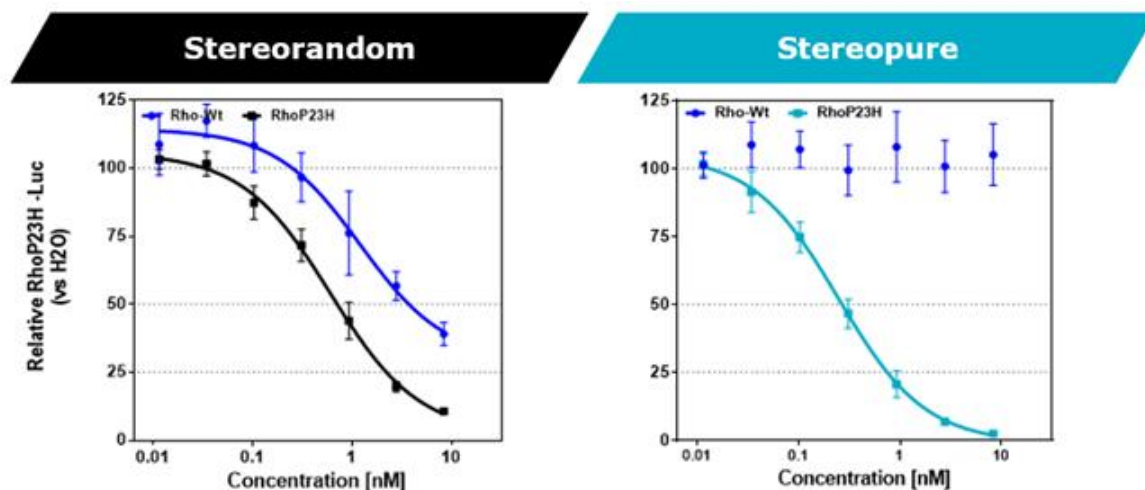 Stereorandom
Stereopure
Relative RhoP23H -Luc
(vs H2O)
125
100
75
50
25
0
Rho-Wt
RhoP23H
0.01
0.1
1
10
Concentration [nM]
125
100
75
50
25
0
Rho-Wt
RhoP23H
0.01
0.1
1
10
Concentration [nM]